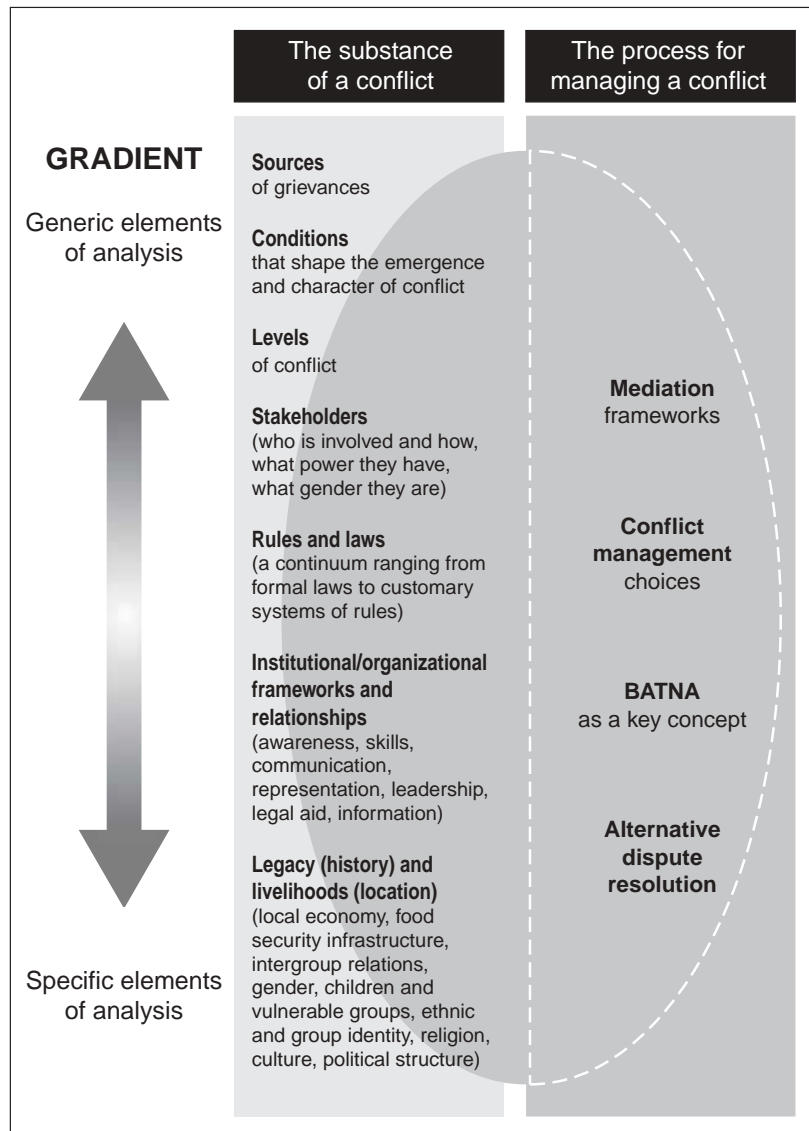 The substance
of a conflict
The process for
managing a conflict
GRADIENT
Generic elements
of analysis
Specific elements
of analysis
Sources
of grievances
Conditions
that shape the emergence
and character of conflict
Levels
of conflict
Stakeholders
(who is involved and how,
what power they have,
what gender they are)
Rules and laws
(a continuum ranging from
formal laws to customary
systems of rules)
Institutional/organizational
frameworks and
relationships
(awareness, skills,
communication,
representation, leadership,
legal aid, information)
Legacy (history) and
livelihoods (location)
(local economy, food
security infrastructure,
intergroup relations,
gender, children and
vulnerable groups, ethnic
and group identity, religion,
culture, political structure)
Mediation
frameworks
Conflict
management
choices
BATNA
as a key concept
Alternative
dispute
resolution